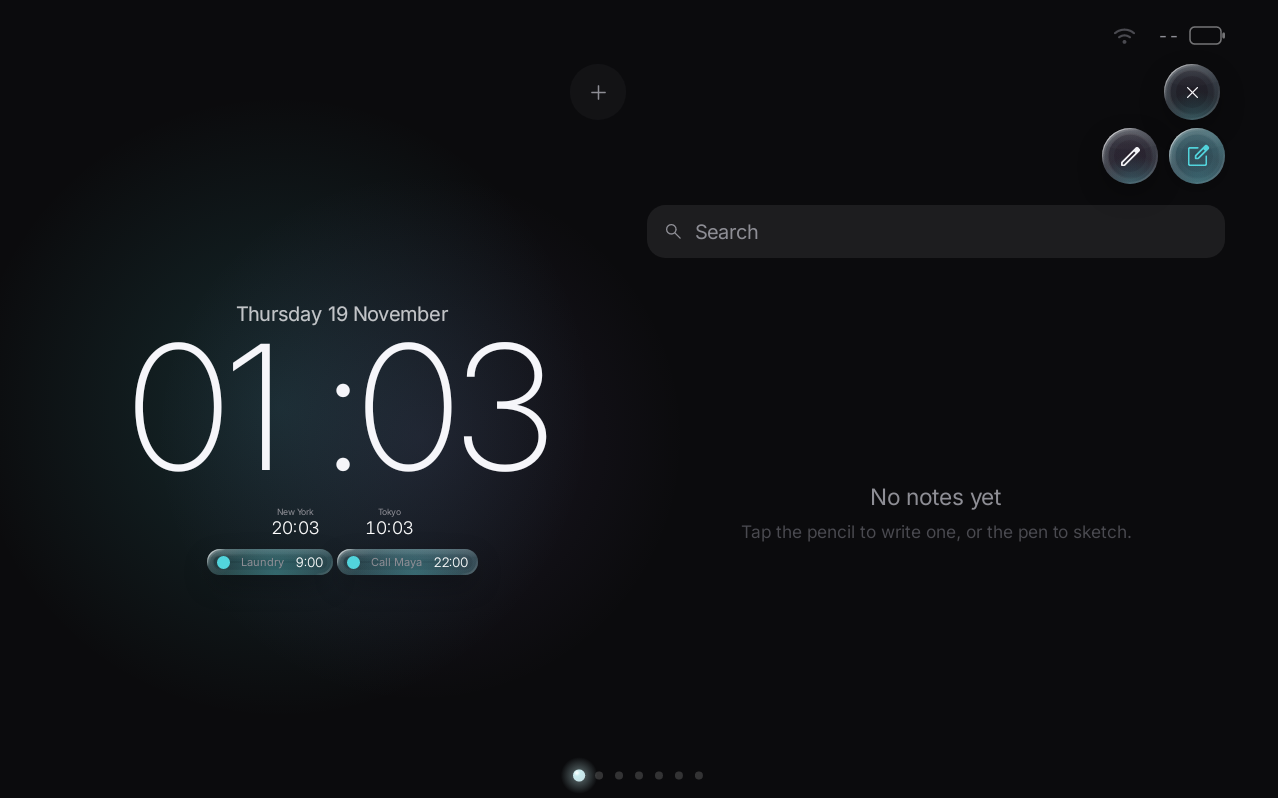 --
Search
Thursday 19 November
01:03
New York
20:03
Tokyo
10:03
Laundry 9:00
Call Maya 22:00
No notes yet
Tap the pencil to write one, or the pen to sketch.